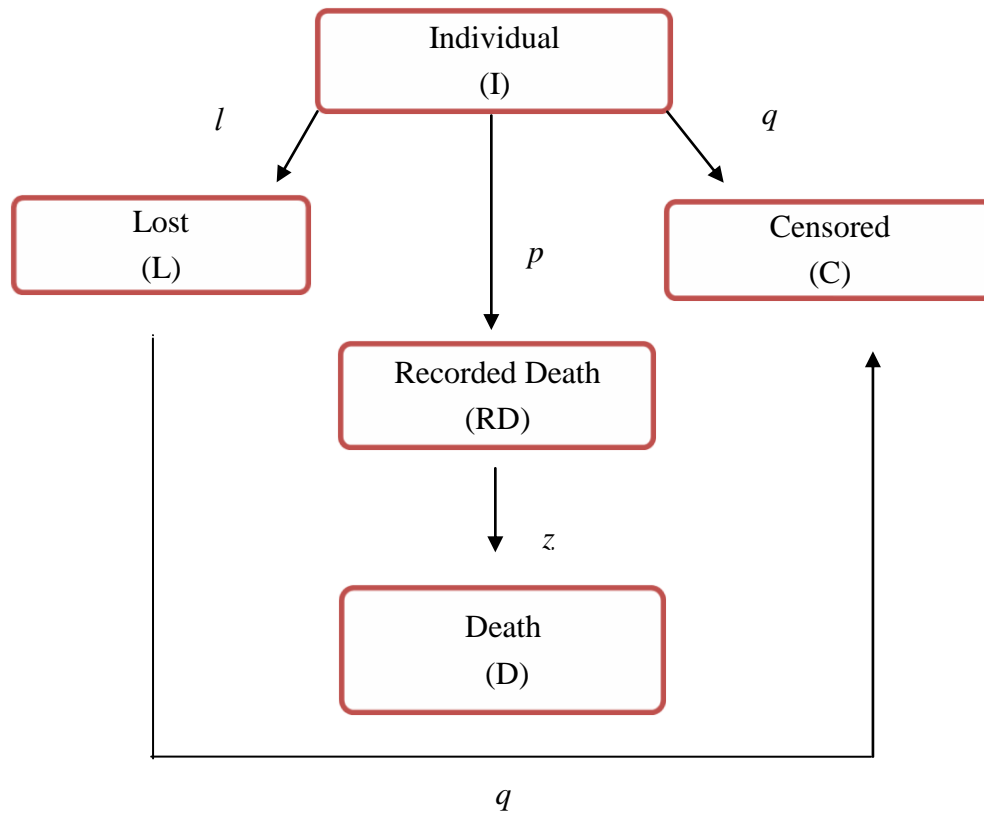 Individual
(I)
l
q
Lost
(L)
Censored
(C)
p
Recorded Death
(RD)
z
Death
(D)
q